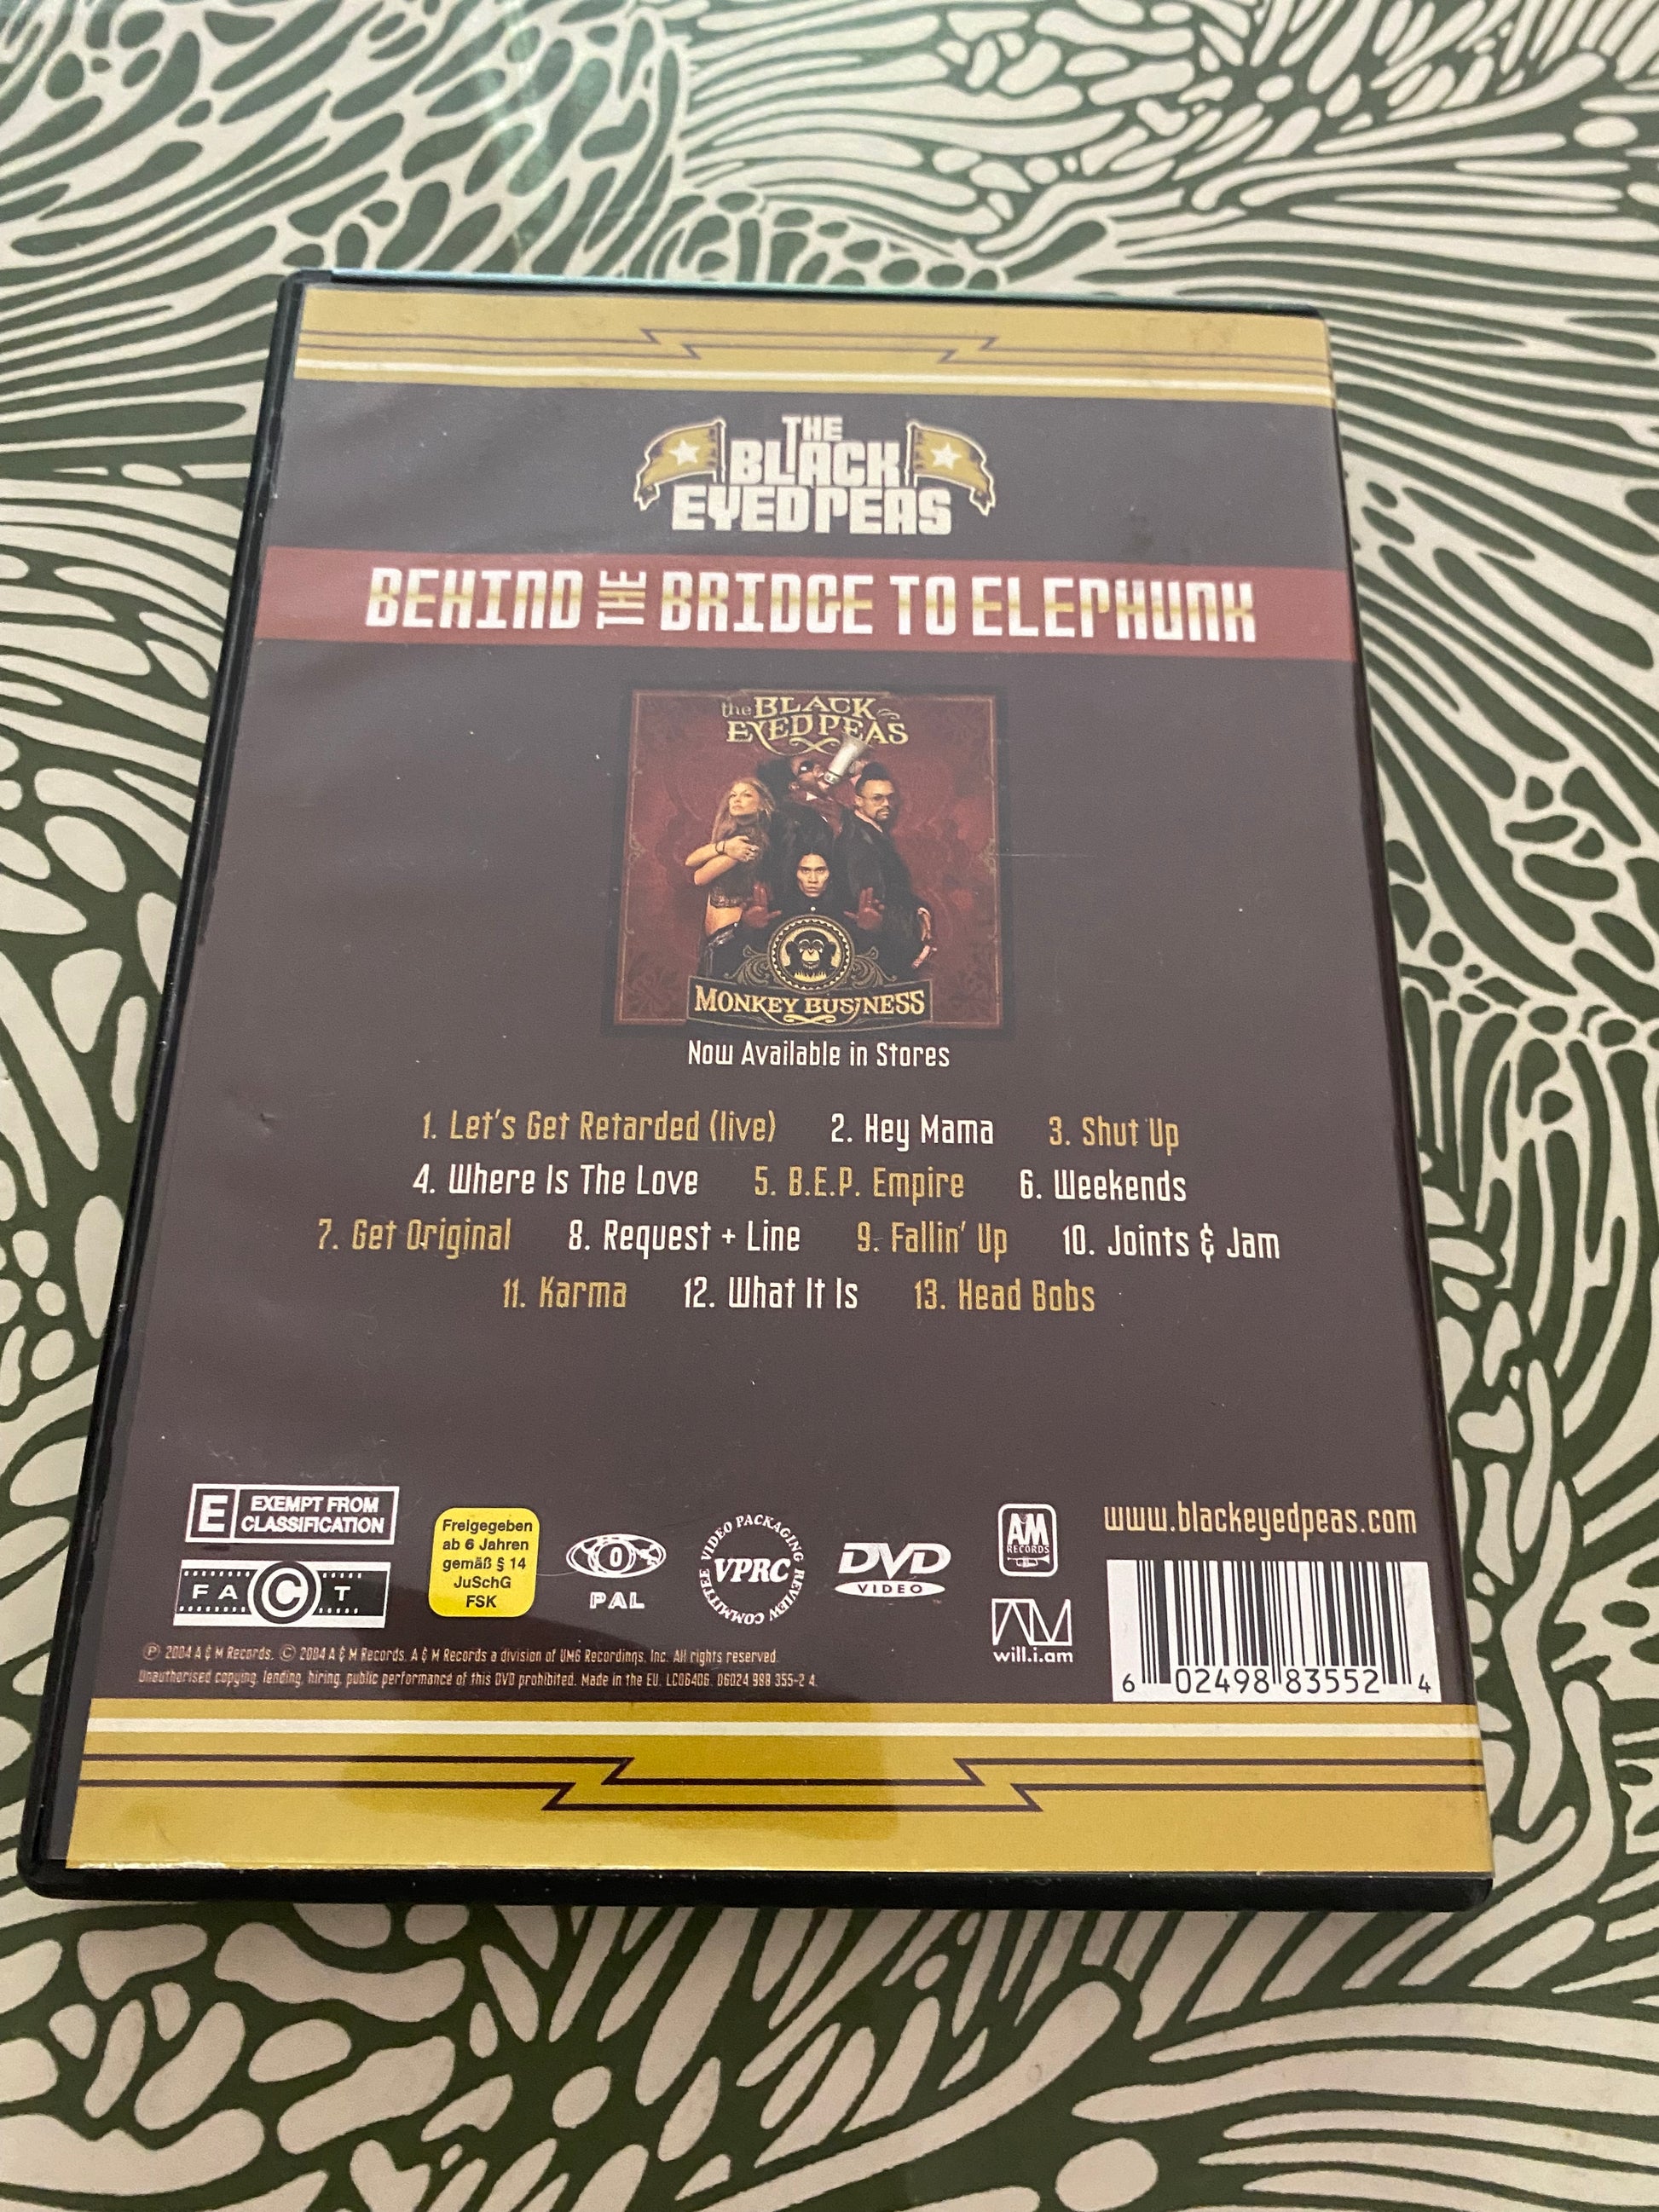 THE
BLACK
EYED PEAS
BEHIND THE BRIDGE TO ELEPHUNK
the BLACK
EYED PEAS
MONKEY BUSINESS
Now Available in Stores
1. Let's Get Retarded (live) 2. Hey Mama 3. Shut Up
4. Where Is The Love 5. B.E.P. Empire 6. Weekends
7. Get Original 8. Request + Line 9. Fallin' Up 10. Joints & Jam
11. Karma 12. What It Is 13. Head Bobs
E EXEMPT FROM
CLASSIFICATION
FACT
Freigegeben
ab 6 Jahren
gemäß § 14
JuSchG
FSK
0
PAL
VIDEO PACKAGING REVIEW COMMITTEE
VPRC
DVD
VIDEO
A&M
RECORDS
will.i.am
www.blackeyedpeas.com
6 02498 83552 4
℗ 2004 A & M Records. © 2004 A & M Records. A & M Records a division of UMG Recordings, Inc. All rights reserved.
Unauthorised copying, lending, hiring, public performance of this DVD prohibited. Made in the EU. LC06406. 06024 988 355-2 4.